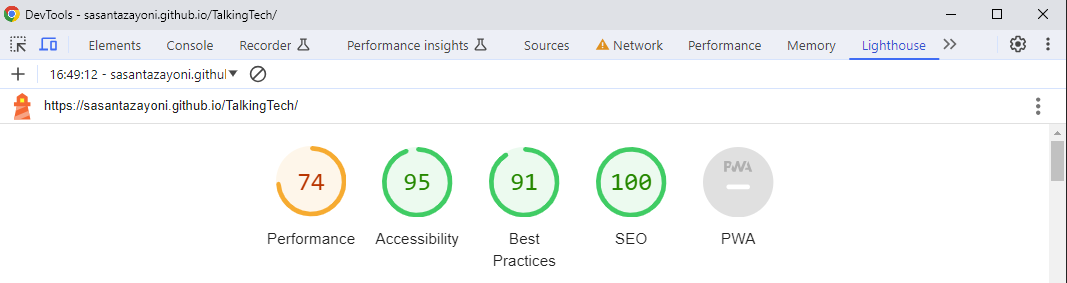 DevTools - sasantazayoni.github.io/TalkingTech/
Elements Console Recorder Performance insights Sources Network Performance Memory Lighthouse
16:49:12 - sasantazayoni.githul
https://sasantazayoni.github.io/TalkingTech/
74 95 91 100 PWA
Performance Accessibility Best Practices SEO PWA